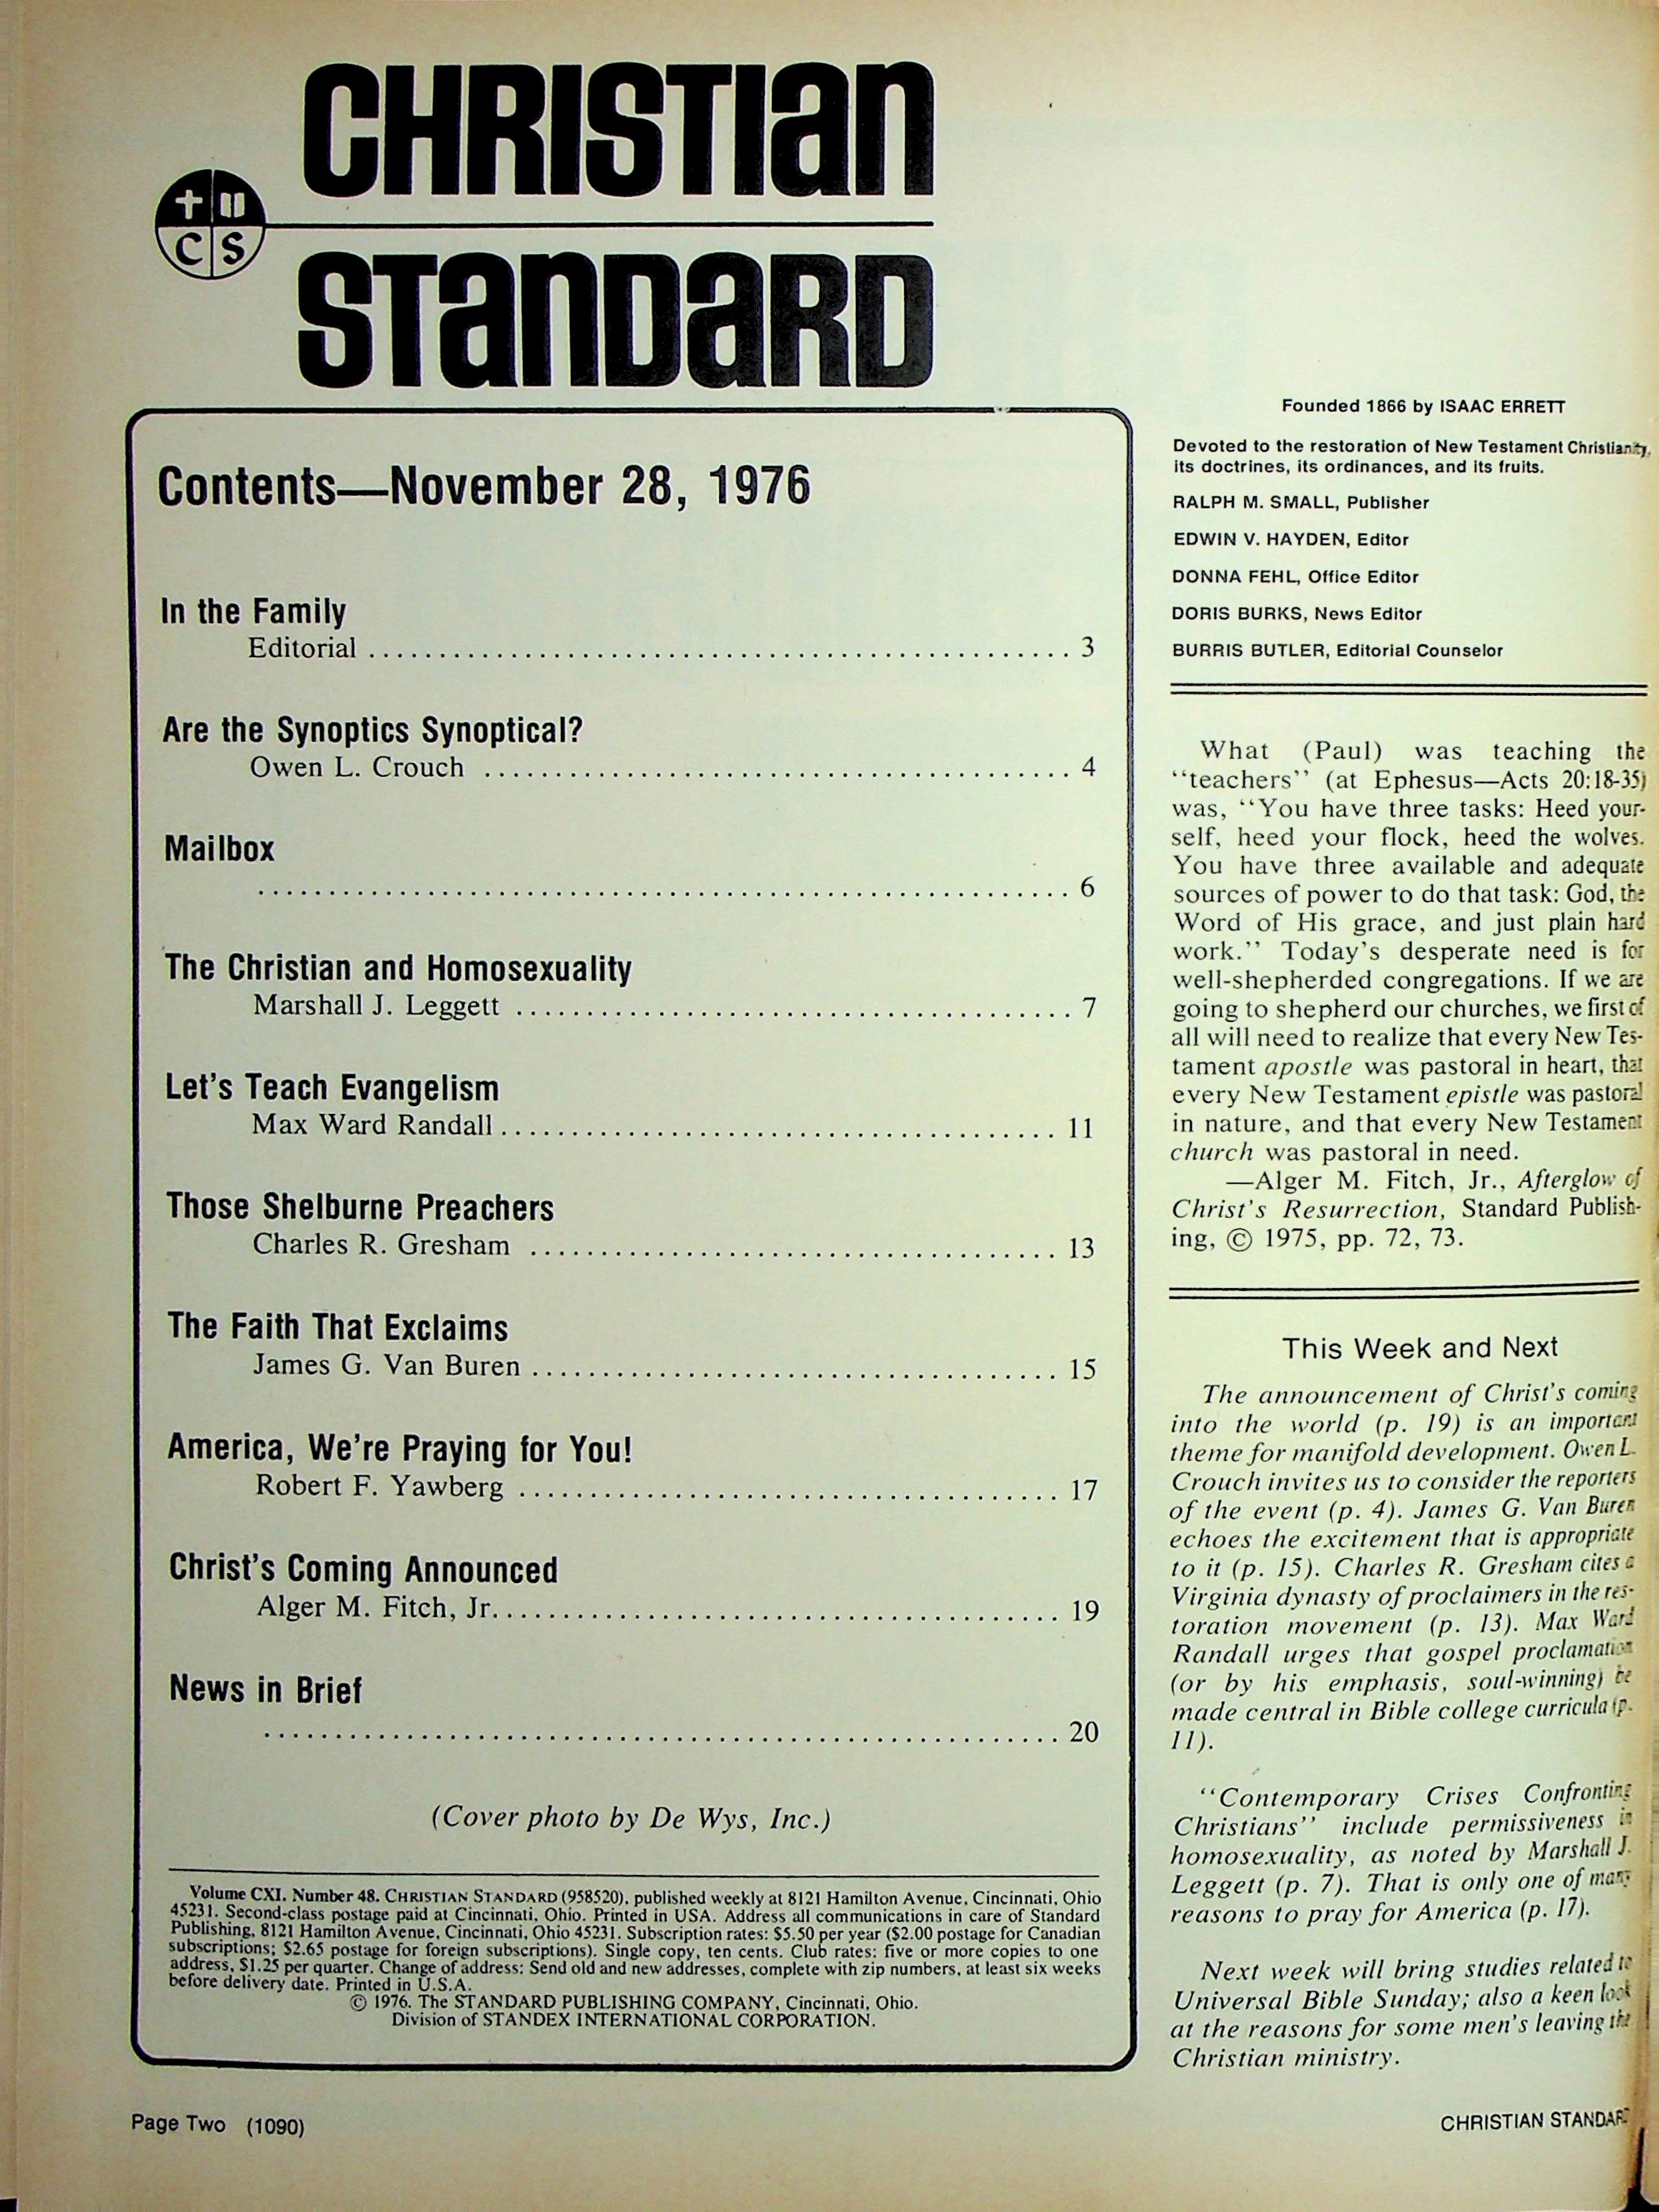 CHRISTIAN
C S
STANDARD
Contents—November 28, 1976
In the Family
Editorial .................................................. 3
Are the Synoptics Synoptical?
Owen L. Crouch .......................................... 4
Mailbox
.......................................................... 6
The Christian and Homosexuality
Marshall J. Leggett ........................................ 7
Let's Teach Evangelism
Max Ward Randall ........................................ 11
Those Shelburne Preachers
Charles R. Gresham ...................................... 13
The Faith That Exclaims
James G. Van Buren ...................................... 15
America, We're Praying for You!
Robert F. Yawberg ....................................... 17
Christ's Coming Announced
Alger M. Fitch, Jr. ........................................ 19
News in Brief
......................................................... 20
(Cover photo by De Wys, Inc.)
Volume CXI. Number 48. CHRISTIAN STANDARD (958520), published weekly at 8121 Hamilton Avenue, Cincinnati, Ohio
45231. Second-class postage paid at Cincinnati, Ohio. Printed in USA. Address all communications in care of Standard
Publishing, 8121 Hamilton Avenue, Cincinnati, Ohio 45231. Subscription rates: $5.50 per year ($2.00 postage for Canadian
subscriptions; $2.65 postage for foreign subscriptions). Single copy, ten cents. Club rates: five or more copies to one
address, $1.25 per quarter. Change of address: Send old and new addresses, complete with zip numbers, at least six weeks
before delivery date. Printed in U.S.A.
© 1976. The STANDARD PUBLISHING COMPANY, Cincinnati, Ohio.
Division of STANDEX INTERNATIONAL CORPORATION.
Founded 1866 by ISAAC ERRETT
Devoted to the restoration of New Testament Christianity,
its doctrines, its ordinances, and its fruits.
RALPH M. SMALL, Publisher
EDWIN V. HAYDEN, Editor
DONNA FEHL, Office Editor
DORIS BURKS, News Editor
BURRIS BUTLER, Editorial Counselor
What (Paul) was teaching the
"teachers" (at Ephesus—Acts 20:18-35)
was, "You have three tasks: Heed your-
self, heed your flock, heed the wolves.
You have three available and adequate
sources of power to do that task: God, the
Word of His grace, and just plain hard
work." Today's desperate need is for
well-shepherded congregations. If we are
going to shepherd our churches, we first of
all will need to realize that every New Tes-
tament apostle was pastoral in heart, that
every New Testament epistle was pastoral
in nature, and that every New Testament
church was pastoral in need.
—Alger M. Fitch, Jr., Afterglow of
Christ's Resurrection, Standard Publish-
ing, © 1975, pp. 72, 73.
This Week and Next
The announcement of Christ's coming
into the world (p. 19) is an important
theme for manifold development. Owen L.
Crouch invites us to consider the reporters
of the event (p. 4). James G. Van Buren
echoes the excitement that is appropriate
to it (p. 15). Charles R. Gresham cites a
Virginia dynasty of proclaimers in the res-
toration movement (p. 13). Max Ward
Randall urges that gospel proclamation
(or by his emphasis, soul-winning) be
made central in Bible college curricula (p.
11).
"Contemporary Crises Confronting
Christians" include permissiveness in
homosexuality, as noted by Marshall J.
Leggett (p. 7). That is only one of many
reasons to pray for America (p. 17).
Next week will bring studies related to
Universal Bible Sunday; also a keen look
at the reasons for some men's leaving the
Christian ministry.
Page Two (1090)
CHRISTIAN STANDARD